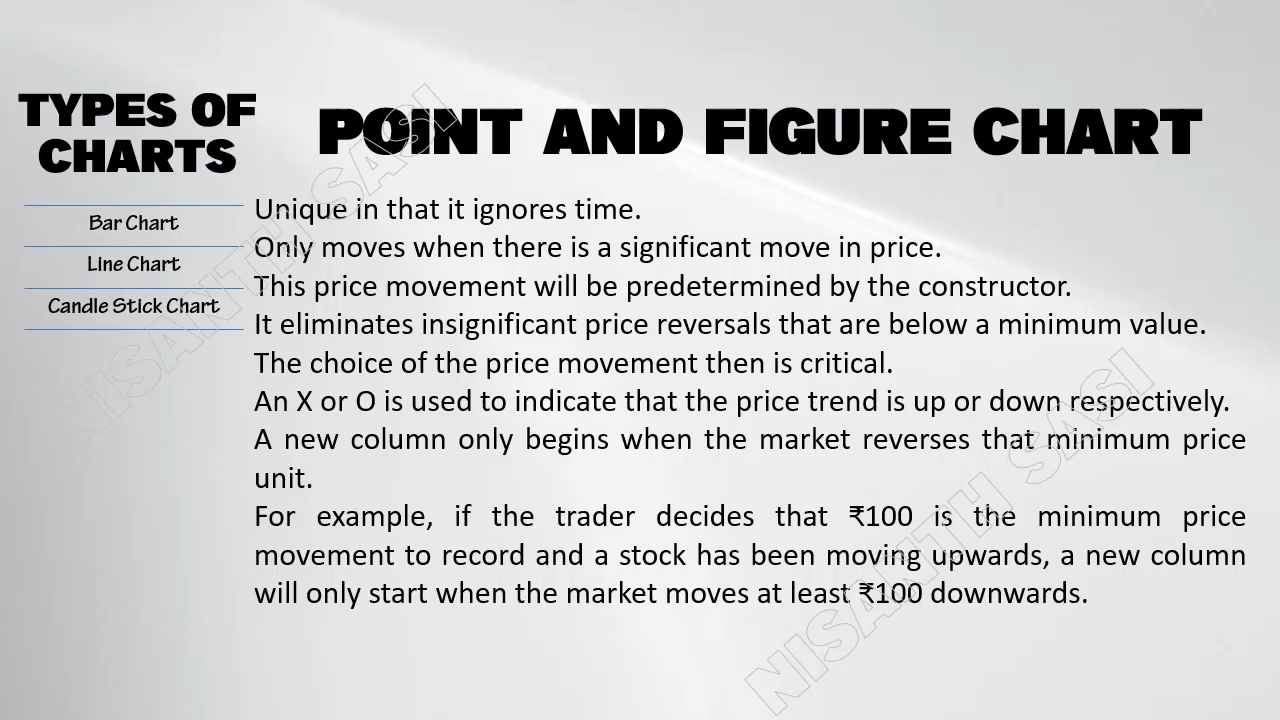 TYPES OF
CHARTS
Bar Chart
Line Chart
Candle Stick Chart
POINT AND FIGURE CHART
Unique in that it ignores time.
Only moves when there is a significant move in price.
This price movement will be predetermined by the constructor.
It eliminates insignificant price reversals that are below a minimum value.
The choice of the price movement then is critical.
An X or O is used to indicate that the price trend is up or down respectively.
A new column only begins when the market reverses that minimum price
unit.
For example, if the trader decides that ₹100 is the minimum price
movement to record and a stock has been moving upwards, a new column
will only start when the market moves at least ₹100 downwards.
NISANTH SASI
NISANTH SASI